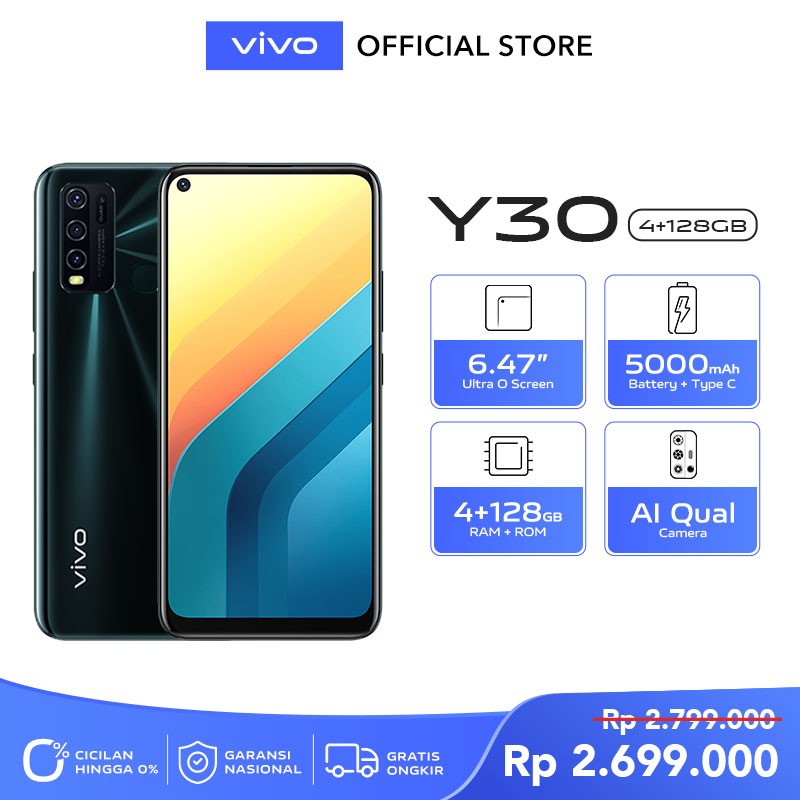 vivo OFFICIAL STORE
Y30 4+128GB
6.47"
Ultra O Screen
5000mAh
Battery + Type C
4+128GB
RAM + ROM
AI Qual
Camera
vivo
Rp 2.799.000
Rp 2.699.000
0% CICILAN
HINGGA 0%
GARANSI
NASIONAL
GRATIS
ONGKIR